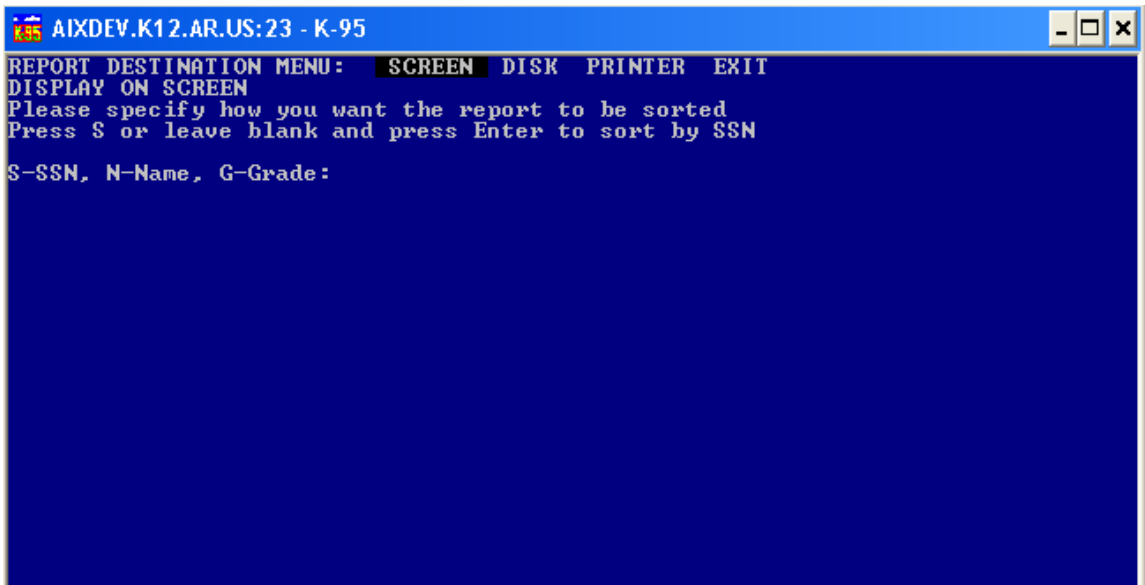 K95 AIXDEV.K12.AR.US:23 - K-95
REPORT DESTINATION MENU: SCREEN DISK PRINTER EXIT
DISPLAY ON SCREEN
Please specify how you want the report to be sorted
Press S or leave blank and press Enter to sort by SSN
S-SSN, N-Name, G-Grade: